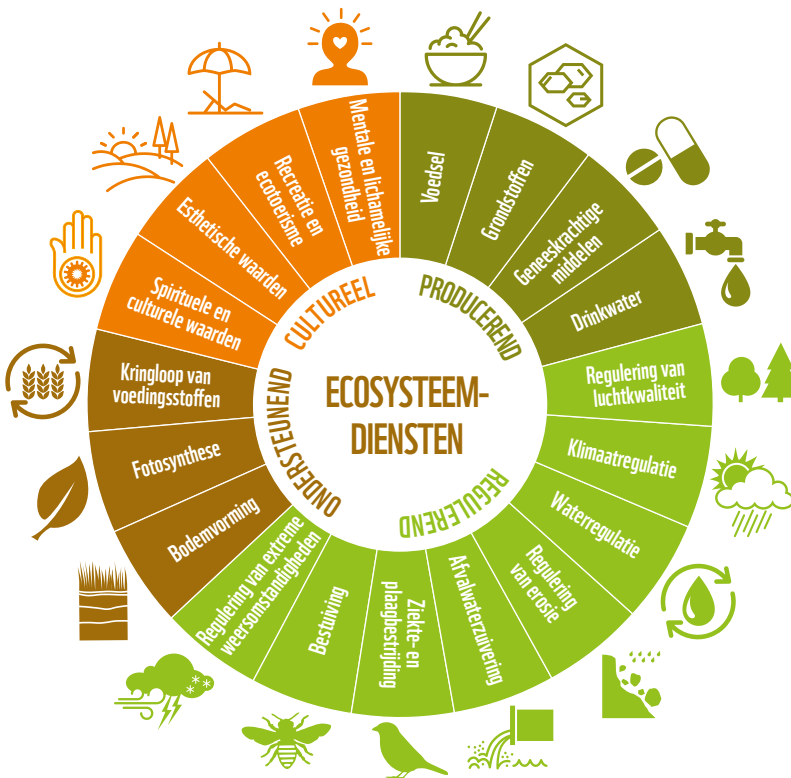 ECOSYSTEEM-
DIENSTEN
PRODUCEREND
Voedsel
Grondstoffen
Geneeskrachtige
middelen
Drinkwater
REGULEREND
Regulering van
luchtkwaliteit
Klimaatregulatie
Waterregulatie
Regulering
van erosie
Afvalwaterzuivering
Ziekte- en
plaagbestrijding
Bestuiving
Regulering van extreme
weersomstandigheden
ONDERSTEUNEND
Bodemvorming
Fotosynthese
Kringloop van
voedingsstoffen
CULTUREEL
Spirituele en
culturele waarden
Esthetische waarden
Recreatie en
ecotoerisme
Mentale en lichamelijke
gezondheid